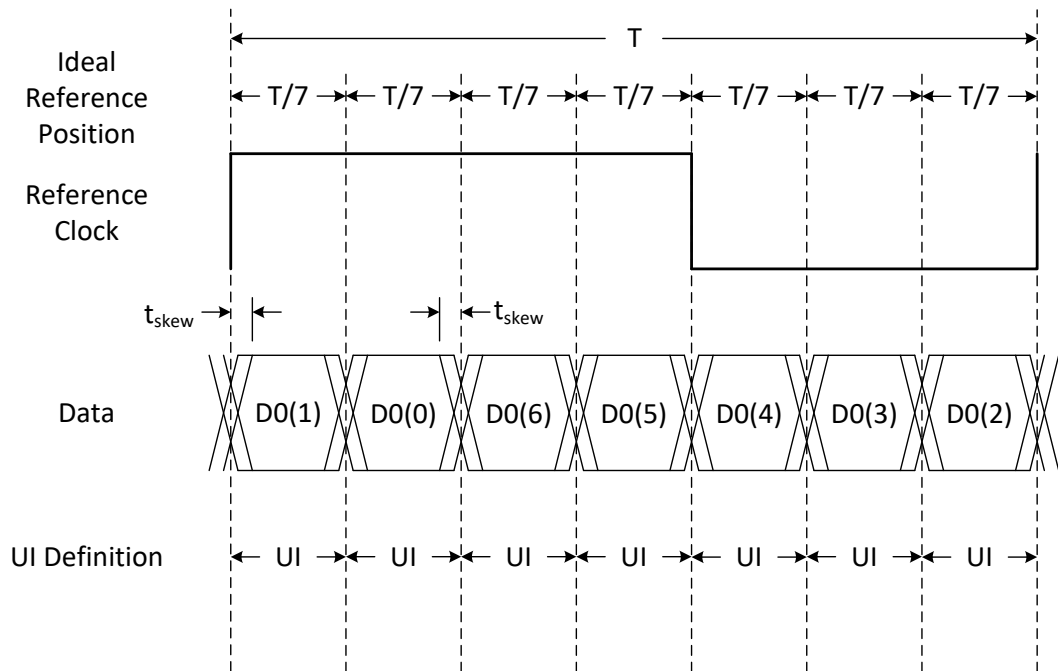 T
Ideal
Reference
Position
T/7 T/7 T/7 T/7 T/7 T/7 T/7
Reference
Clock
tskew tskew
Data D0(1) D0(0) D0(6) D0(5) D0(4) D0(3) D0(2)
UI Definition UI UI UI UI UI UI UI